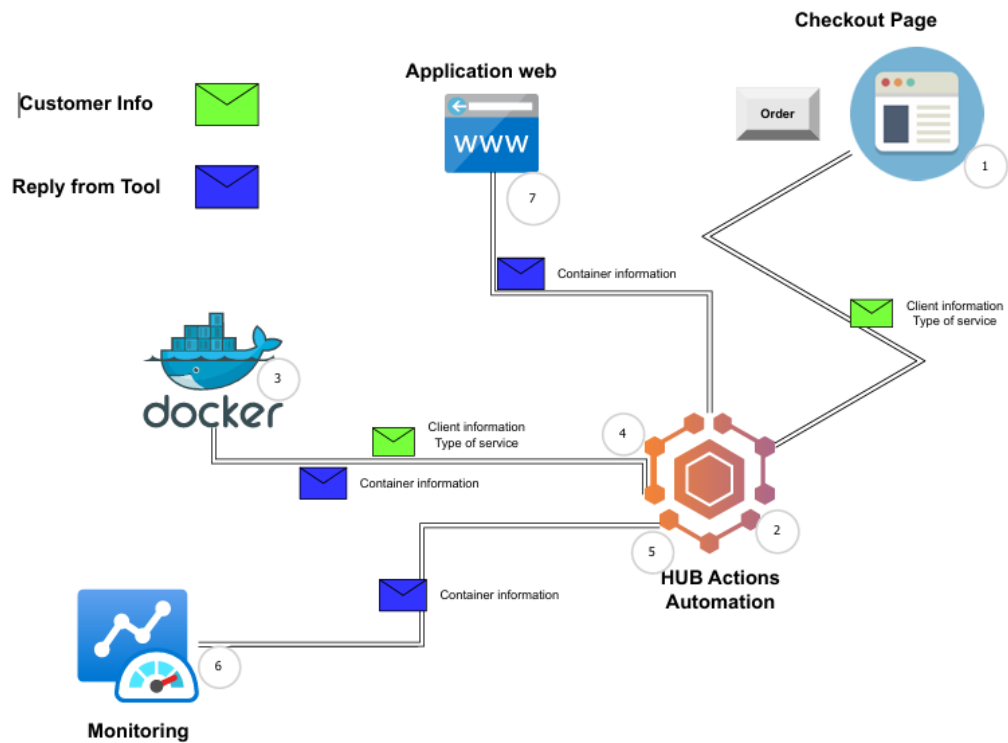 Checkout Page
Application web
Customer Info
Order
WWW
1
Reply from Tool
7
Container information
Client information
Type of service
3
docker
Client information
Type of service
4
Container information
2
5
HUB Actions
Automation
Container information
6
Monitoring